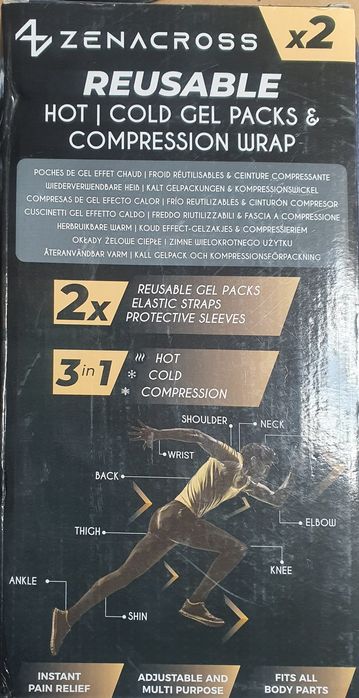 ZENACROSS
x2
REUSABLE
HOT | COLD GEL PACKS &
COMPRESSION WRAP
POCHES DE GEL EFFET CHAUD | FROID RÉUTILISABLES & CEINTURE COMPRESSANTE
WIEDERVERWENDBARE HEIB | KALT GELPACKUNGEN & KOMPRESSIONSWICKEL
COMPRESAS DE GEL EFECTO CALOR | FRÍO REUTILIZABLES & CINTURÓN COMPRESOR
CUSCINETTI GEL EFFETTO CALDO | FREDDO RIUTILIZZABILI & FASCIA A COMPRESSIONE
HERBRUIKBARE WARM | KOUD EFFECT-GELZAKJES & COMPRESSIERIEM
OKŁADY ŻELOWE CIEPŁE | ZIMNE WIELOKROTNEGO UŻYTKU
ÅTERANVÄNDBAR VARM | KALL GELPACK OCH KOMPRESSIONSFÖRPACKNING
2x
REUSABLE GEL PACKS
ELASTIC STRAPS
PROTECTIVE SLEEVES
3 in 1
HOT
COLD
COMPRESSION
SHOULDER
NECK
WRIST
BACK
ELBOW
THIGH
KNEE
ANKLE
SHIN
INSTANT
PAIN RELIEF
ADJUSTABLE AND
MULTI PURPOSE
FITS ALL
BODY PARTS